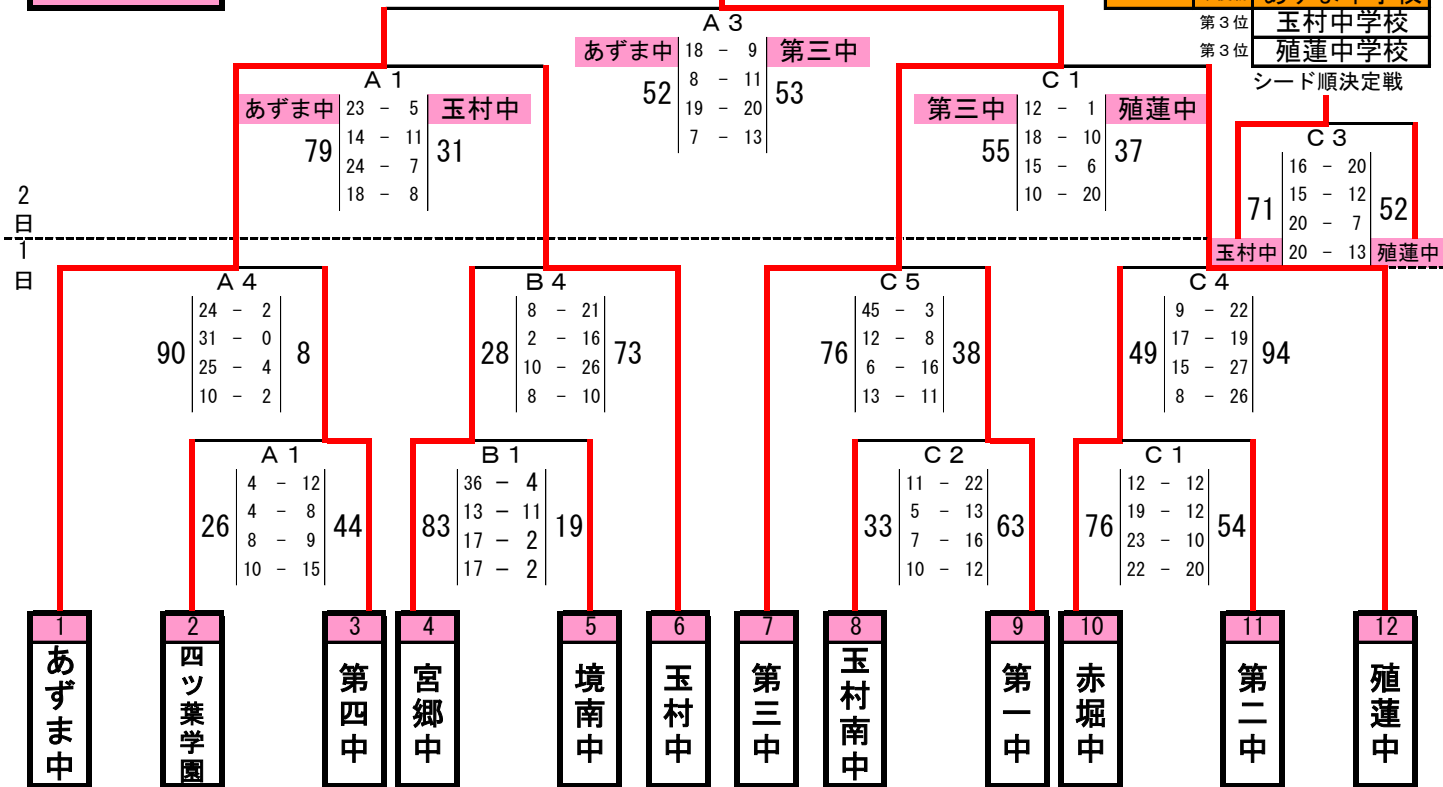 あずま中学校
第３位 玉村中学校
第３位 殖蓮中学校
シード順決定戦
Ａ３
あずま中 18 - 9 第三中
52 8 - 11 53
19 - 20
7 - 13
Ａ１
あずま中 23 - 5 玉村中
79 14 - 11 31
24 - 7
18 - 8
Ｃ１
第三中 12 - 1 殖蓮中
55 18 - 10 37
15 - 6
10 - 20
Ｃ３
16 - 20
71 15 - 12 52
20 - 7
玉村中 20 - 13 殖蓮中
2日
1日
Ａ４
24 - 2
90 31 - 0 8
25 - 4
10 - 2
Ｂ４
8 - 21
28 2 - 16 73
10 - 26
8 - 10
Ｃ５
45 - 3
76 12 - 8 38
6 - 16
13 - 11
Ｃ４
9 - 22
49 17 - 19 94
15 - 27
8 - 26
Ａ１
4 - 12
26 4 - 8 44
8 - 9
10 - 15
Ｂ１
36 - 4
83 13 - 11 19
17 - 2
17 - 2
Ｃ２
11 - 22
33 5 - 13 63
7 - 16
10 - 12
Ｃ１
12 - 12
76 19 - 12 54
23 - 10
22 - 20
1 あずま中
2 四ツ葉学園
3 第四中
4 宮郷中
5 境南中
6 玉村中
7 第三中
8 玉村南中
9 第一中
10 赤堀中
11 第二中
12 殖蓮中